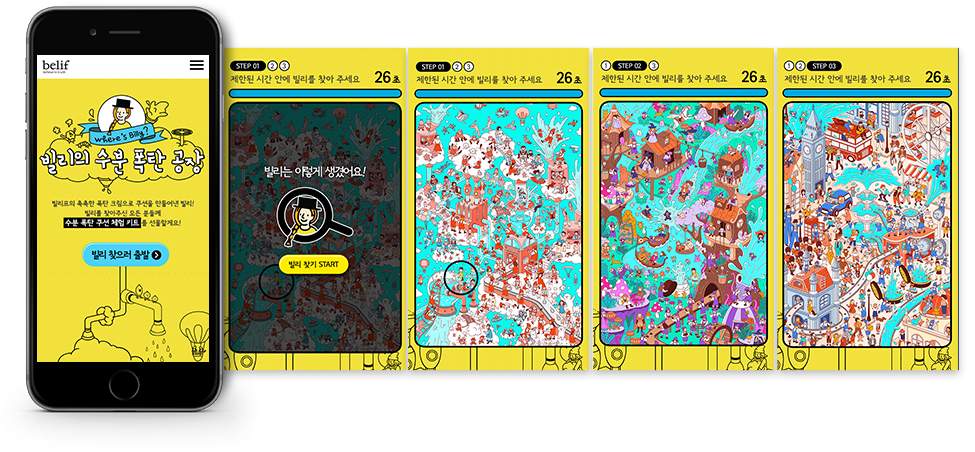 belif
believe in truth
where's Billy?
빌리의 수분 폭탄 공장
빌리프의 촉촉한 폭탄 크림으로 쿠션을 만들어낸 빌리!
빌리를 찾아주신 모든 분들께
수분 폭탄 쿠션 체험 키트를 선물할게요!
빌리 찾으러 출발
STEP 01 2 3
제한된 시간 안에 빌리를 찾아 주세요 26초
빌리는 이렇게 생겼어요!
빌리 찾기 START
STEP 01 2 3
제한된 시간 안에 빌리를 찾아 주세요 26초
1 STEP 02 3
제한된 시간 안에 빌리를 찾아 주세요 26초
1 2 STEP 03
제한된 시간 안에 빌리를 찾아 주세요 26초